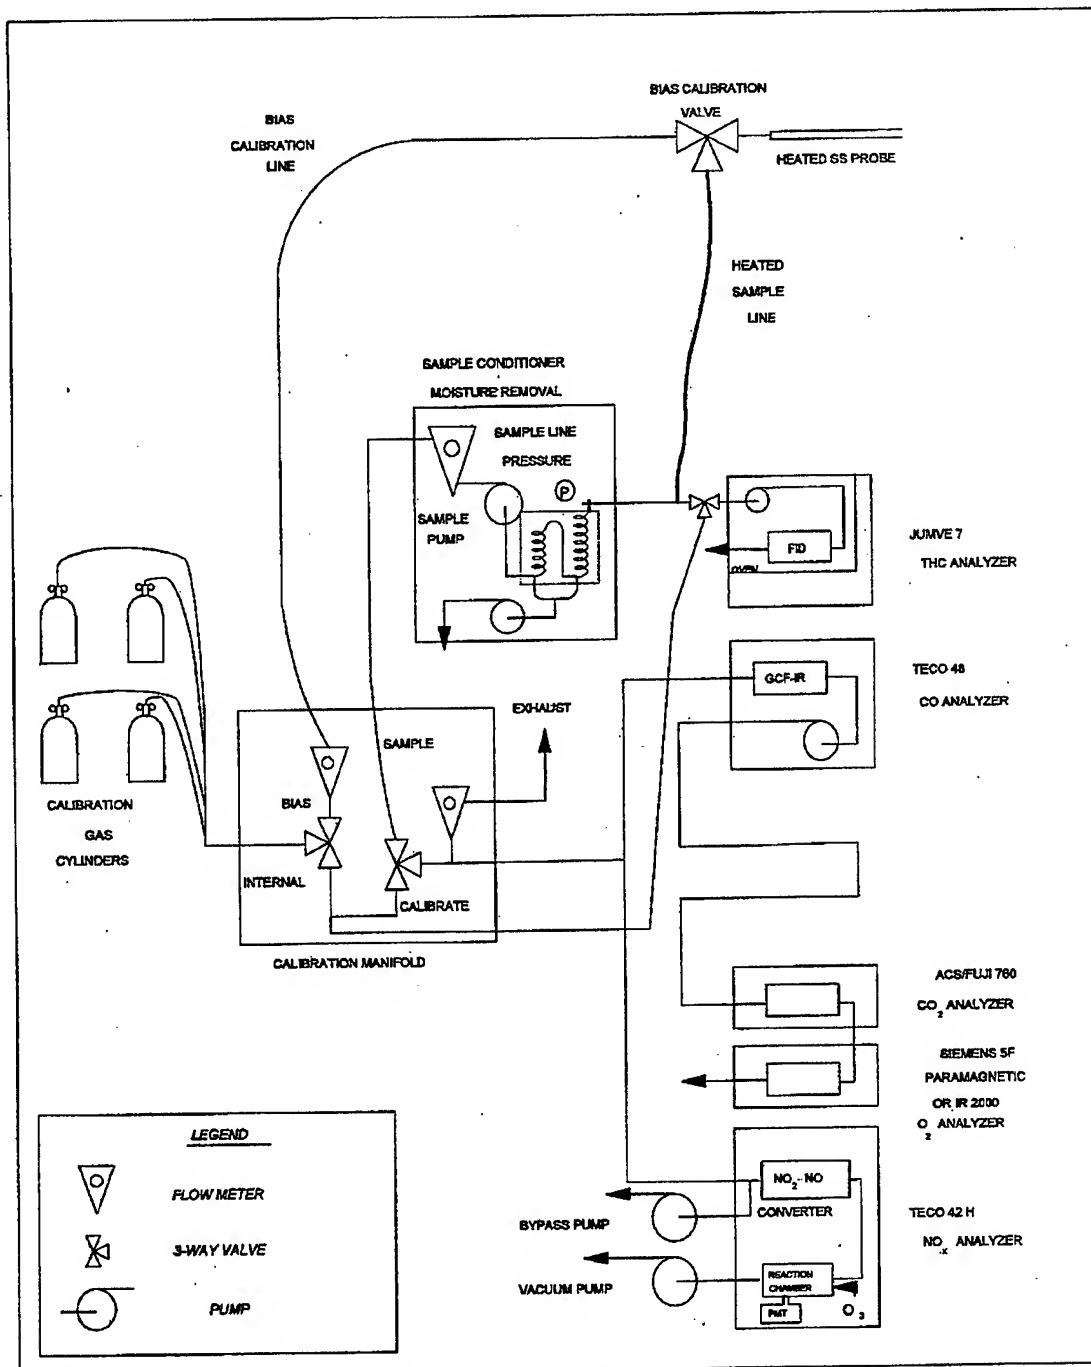 BIAS CALIBRATION
VALVE
BIAS
CALIBRATION
LINE
HEATED SS PROBE
HEATED
SAMPLE
LINE
SAMPLE CONDITIONER
MOISTURE REMOVAL
SAMPLE LINE
PRESSURE
P
SAMPLE
PUMP
FID
OVEN
JUMVE 7
THC ANALYZER
GCF-IR
TECO 48
CO ANALYZER
EXHAUST
SAMPLE
BIAS
INTERNAL
CALIBRATE
CALIBRATION
GAS
CYLINDERS
CALIBRATION MANIFOLD
ACS/FUJI 760
CO2 ANALYZER
SIEMENS 5F
PARAMAGNETIC
OR IR 2000
O2 ANALYZER
NO2-NO
CONVERTER
BYPASS PUMP
TECO 42 H
NO.X ANALYZER
VACUUM PUMP
REACTION
CHAMBER
PMT
O3
LEGEND
FLOW METER
3-WAY VALVE
PUMP